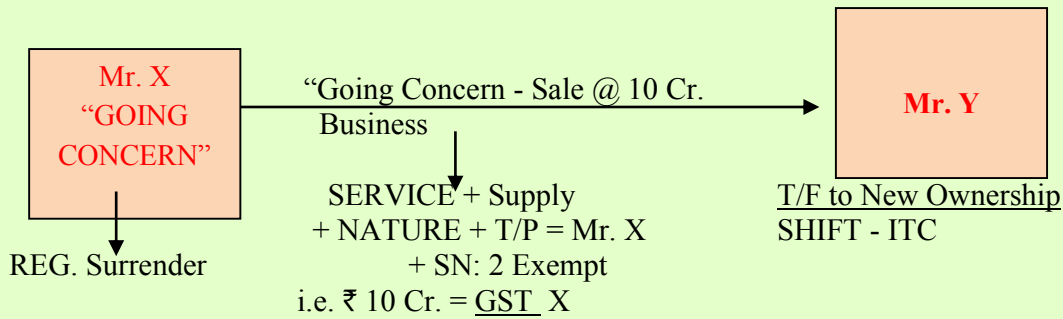 Mr. X
“GOING
CONCERN”
REG. Surrender
“Going Concern - Sale @ 10 Cr.
Business
SERVICE + Supply
+ NATURE + T/P = Mr. X
+ SN: 2 Exempt
i.e. ₹ 10 Cr. = GST X
Mr. Y
T/F to New Ownership
SHIFT - ITC